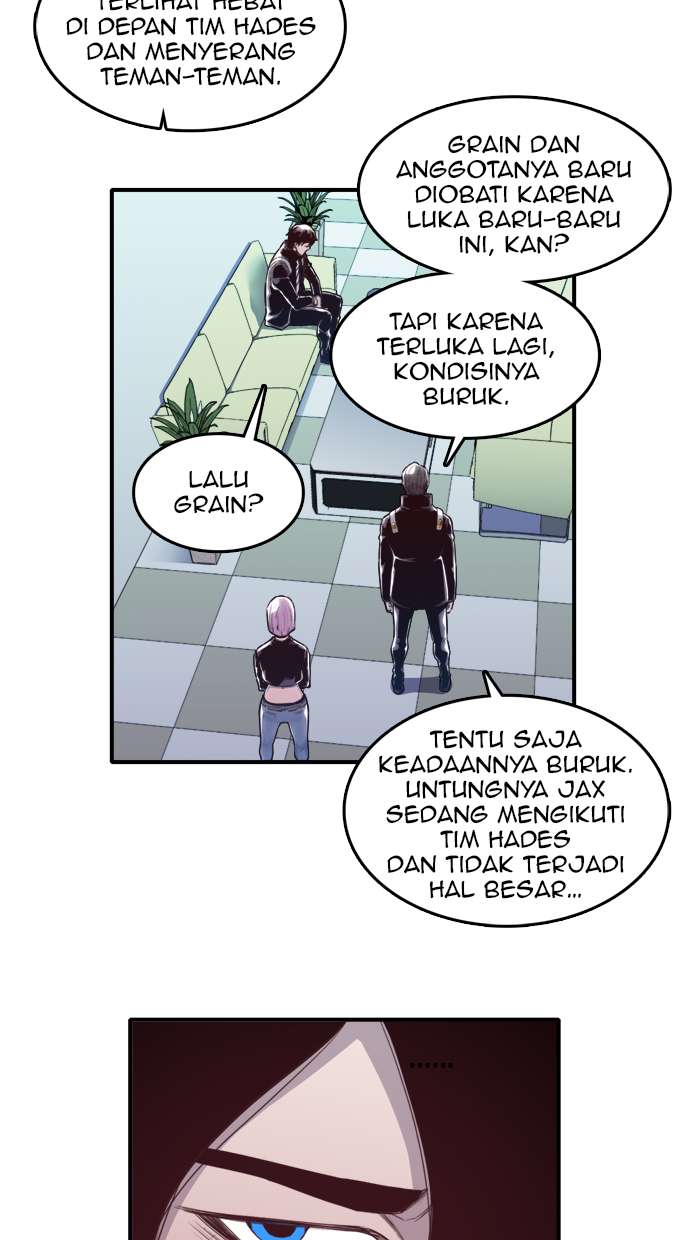 TERLIHAT HEBAT
DI DEPAN TIM HADES
DAN MENYERANG
TEMAN-TEMAN.
GRAIN DAN
ANGGOTANYA BARU
DIOBATI KARENA
LUKA BARU-BARU
INI, KAN?
TAPI KARENA
TERLUKA LAGI,
KONDISINYA
BURUK.
LALU
GRAIN?
TENTU SAJA
KEADAANNYA BURUK.
UNTUNGNYA JAX
SEDANG MENGIKUTI
TIM HADES
DAN TIDAK TERJADI
HAL BESAR...
......